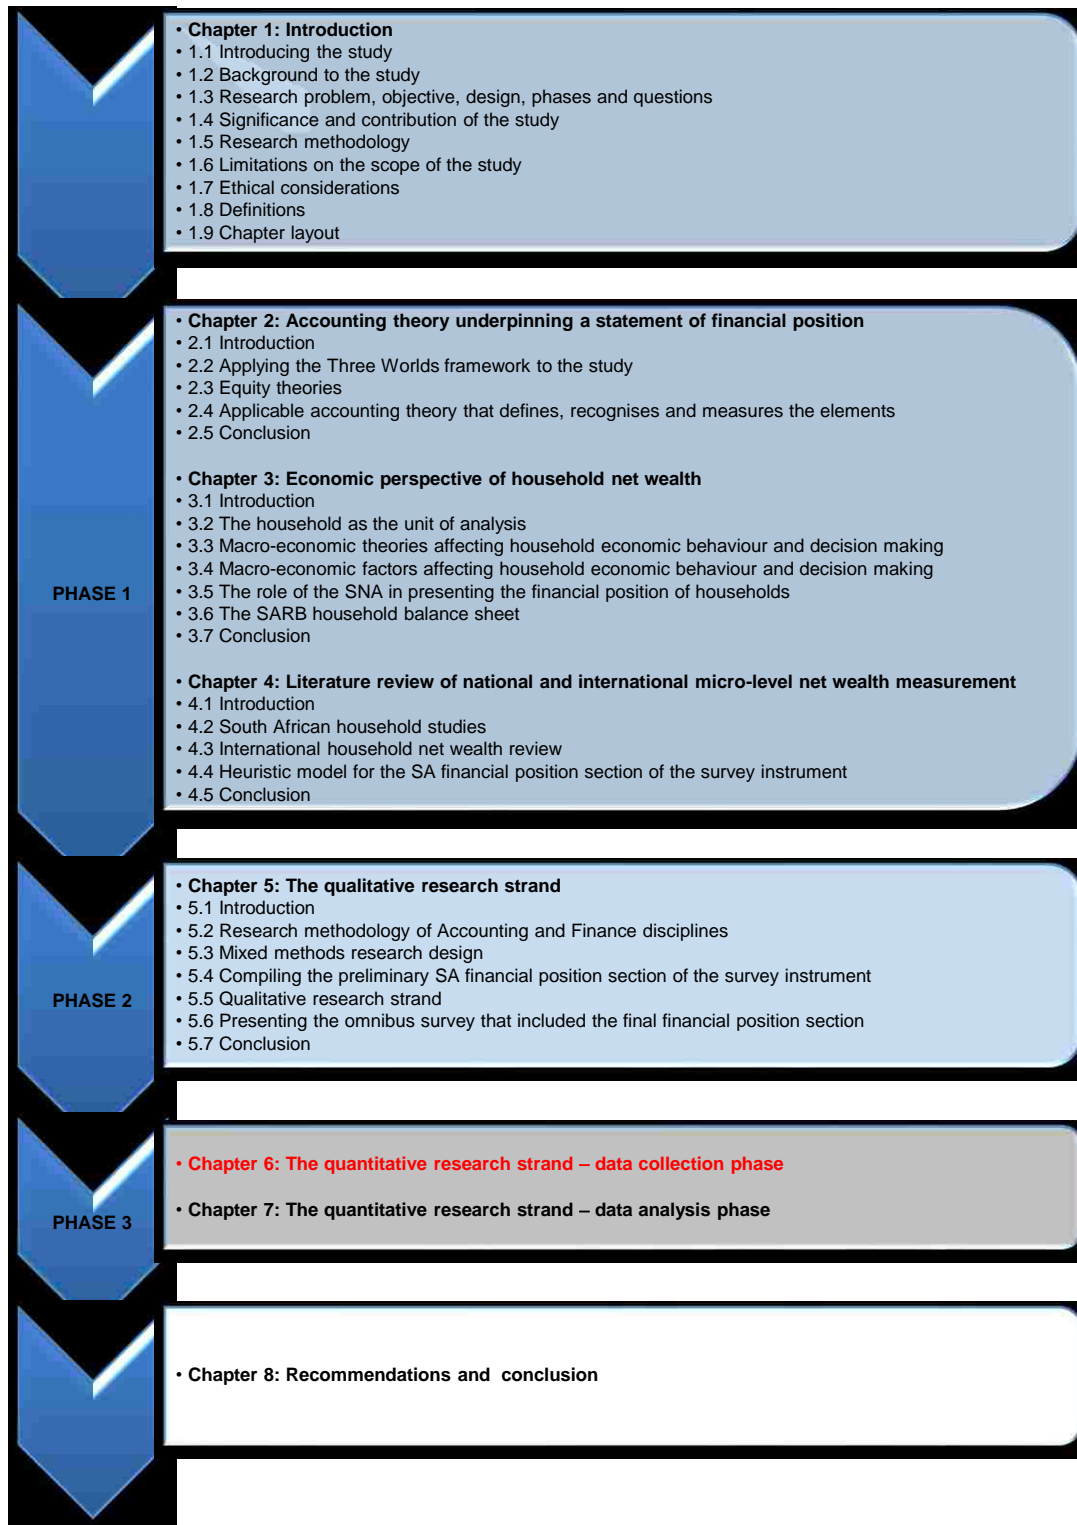 • Chapter 1: Introduction
• 1.1 Introducing the study
• 1.2 Background to the study
• 1.3 Research problem, objective, design, phases and questions
• 1.4 Significance and contribution of the study
• 1.5 Research methodology
• 1.6 Limitations on the scope of the study
• 1.7 Ethical considerations
• 1.8 Definitions
• 1.9 Chapter layout
PHASE 1
• Chapter 2: Accounting theory underpinning a statement of financial position
• 2.1 Introduction
• 2.2 Applying the Three Worlds framework to the study
• 2.3 Equity theories
• 2.4 Applicable accounting theory that defines, recognises and measures the elements
• 2.5 Conclusion
• Chapter 3: Economic perspective of household net wealth
• 3.1 Introduction
• 3.2 The household as the unit of analysis
• 3.3 Macro-economic theories affecting household economic behaviour and decision making
• 3.4 Macro-economic factors affecting household economic behaviour and decision making
• 3.5 The role of the SNA in presenting the financial position of households
• 3.6 The SARB household balance sheet
• 3.7 Conclusion
• Chapter 4: Literature review of national and international micro-level net wealth measurement
• 4.1 Introduction
• 4.2 South African household studies
• 4.3 International household net wealth review
• 4.4 Heuristic model for the SA financial position section of the survey instrument
• 4.5 Conclusion
PHASE 2
• Chapter 5: The qualitative research strand
• 5.1 Introduction
• 5.2 Research methodology of Accounting and Finance disciplines
• 5.3 Mixed methods research design
• 5.4 Compiling the preliminary SA financial position section of the survey instrument
• 5.5 Qualitative research strand
• 5.6 Presenting the omnibus survey that included the final financial position section
• 5.7 Conclusion
PHASE 3
• Chapter 6: The quantitative research strand – data collection phase
• Chapter 7: The quantitative research strand – data analysis phase
• Chapter 8: Recommendations and conclusion